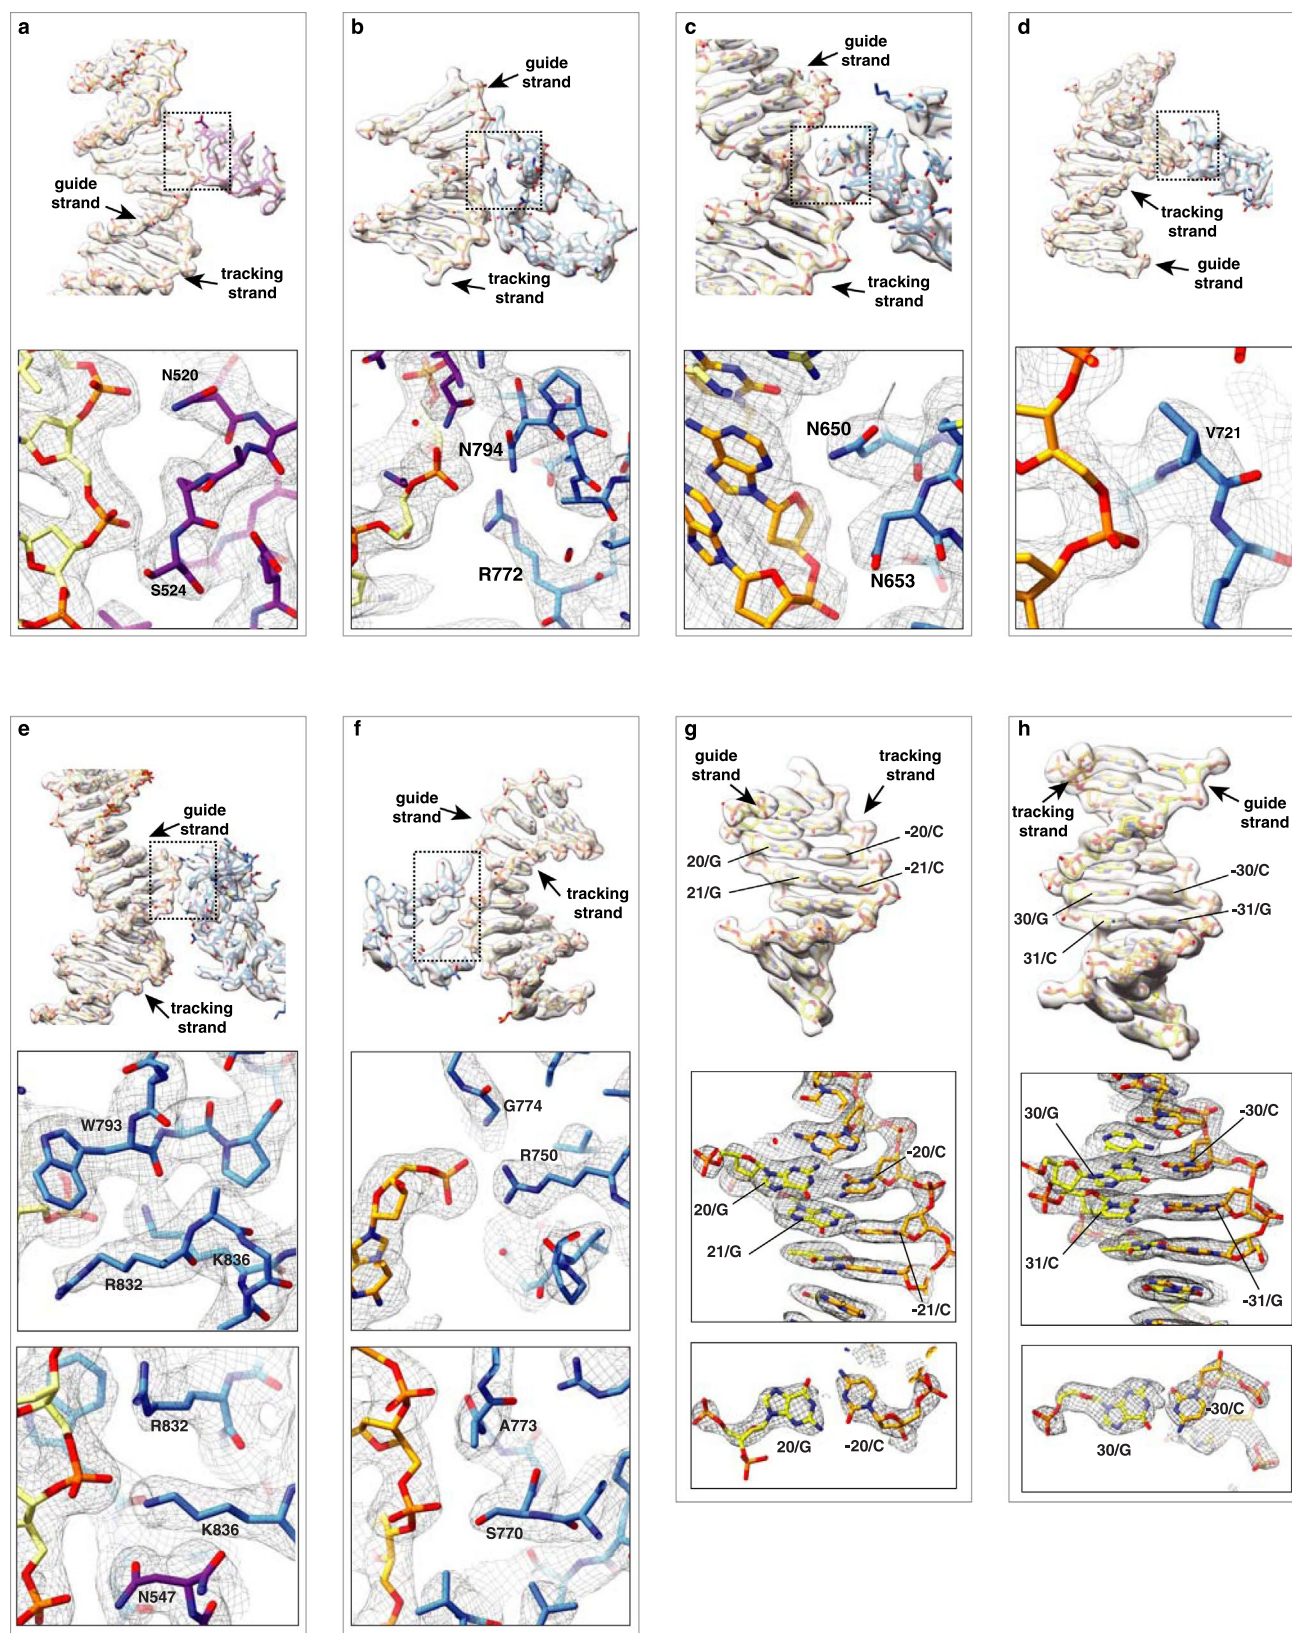 a
guide
strand
guide
strand
tracking
strand
N520
S524
b
guide
strand
tracking
strand
N794
R772
c
guide
strand
tracking
strand
N650
N653
d
tracking
strand
guide
strand
V721
e
guide
strand
tracking
strand
W793
K836
R832
R832
K836
N547
f
guide
strand
tracking
strand
G774
R750
A773
S770
g
guide
strand
tracking
strand
20/G
-20/C
21/G
-21/C
-20/C
20/G
21/G
-21/C
20/G
-20/C
h
tracking
strand
guide
strand
-30/C
30/G
-31/G
31/C
30/G
-30/C
31/C
-31/G
-30/C
30/G